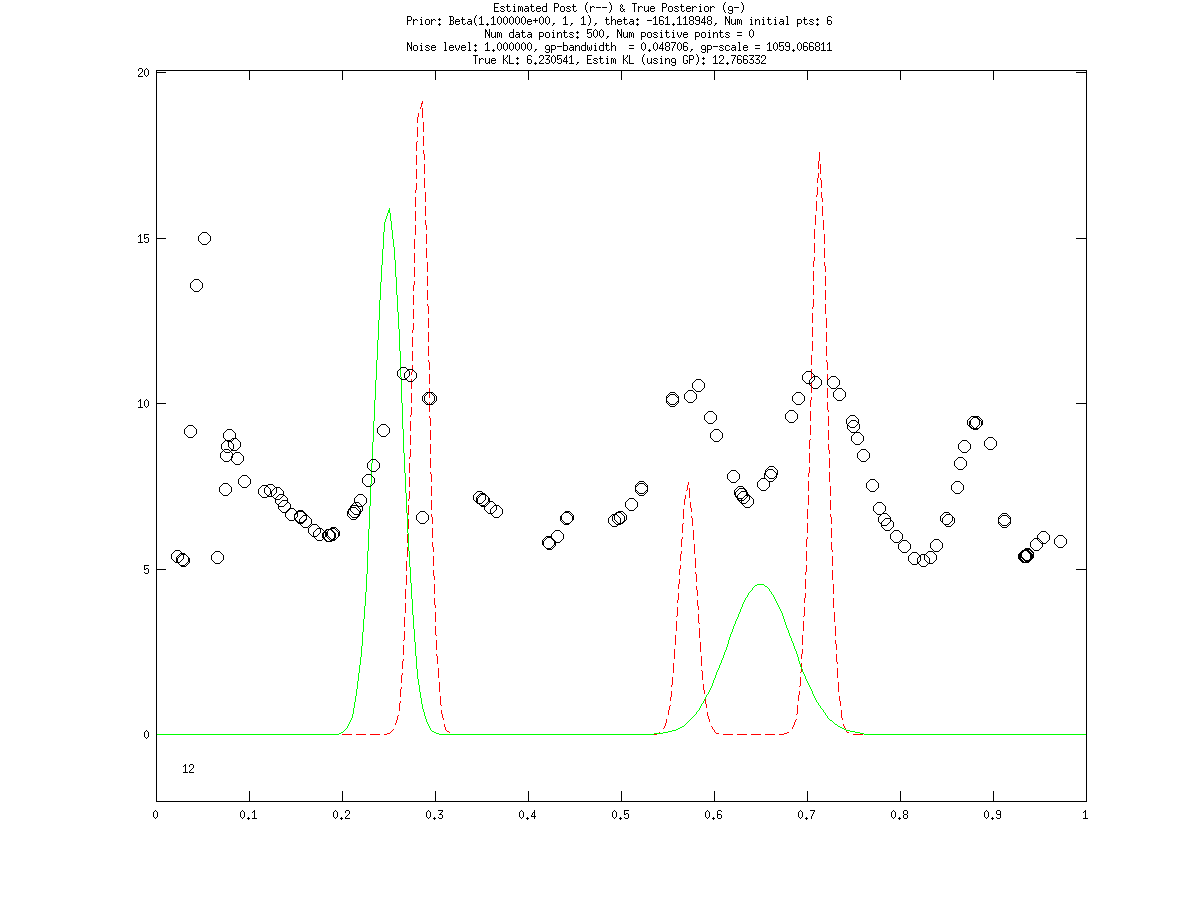 Estimated Post (r--) & True Posterior (g-)
Prior: Beta(1.100000e+00, 1, 1), theta: -161.118948, Num initial pts: 6
Num data points: 500, Num positive points = 0
Noise level: 1.000000, gp-bandwidth  = 0.048706, gp-scale = 1059.066811
True KL: 6.230541, Estim KL (using GP): 12.766332
20
15
10
5
0
12
0 0.1 0.2 0.3 0.4 0.5 0.6 0.7 0.8 0.9 1